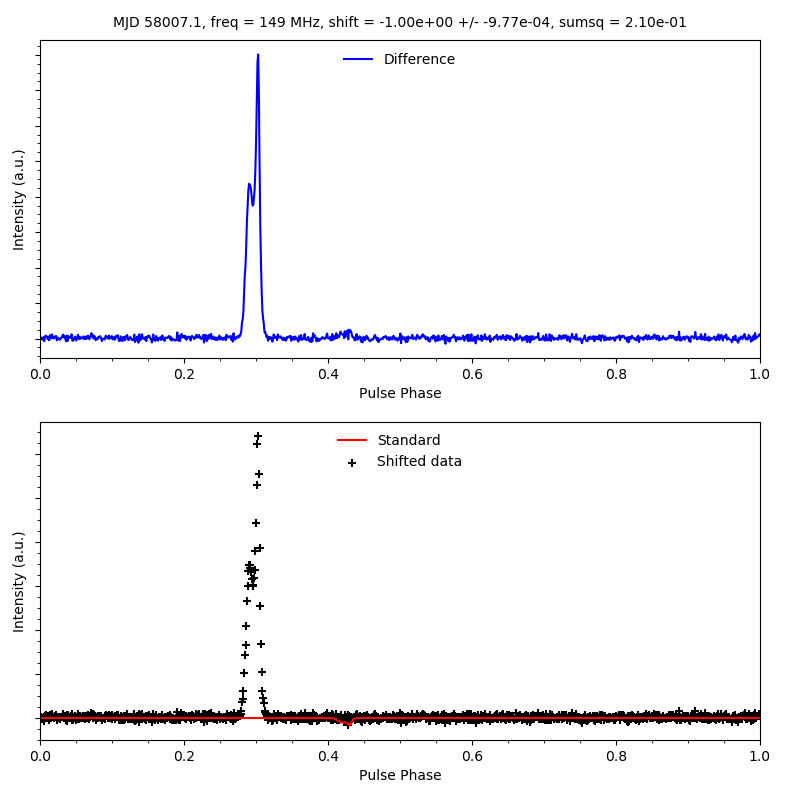 MJD 58007.1, freq = 149 MHz, shift = -1.00e+00 +/- -9.77e-04, sumsq = 2.10e-01
Difference
Intensity (a.u.)
0.0 0.2 0.4 0.6 0.8 1.0
Pulse Phase
Standard
Shifted data
Intensity (a.u.)
0.0 0.2 0.4 0.6 0.8 1.0
Pulse Phase